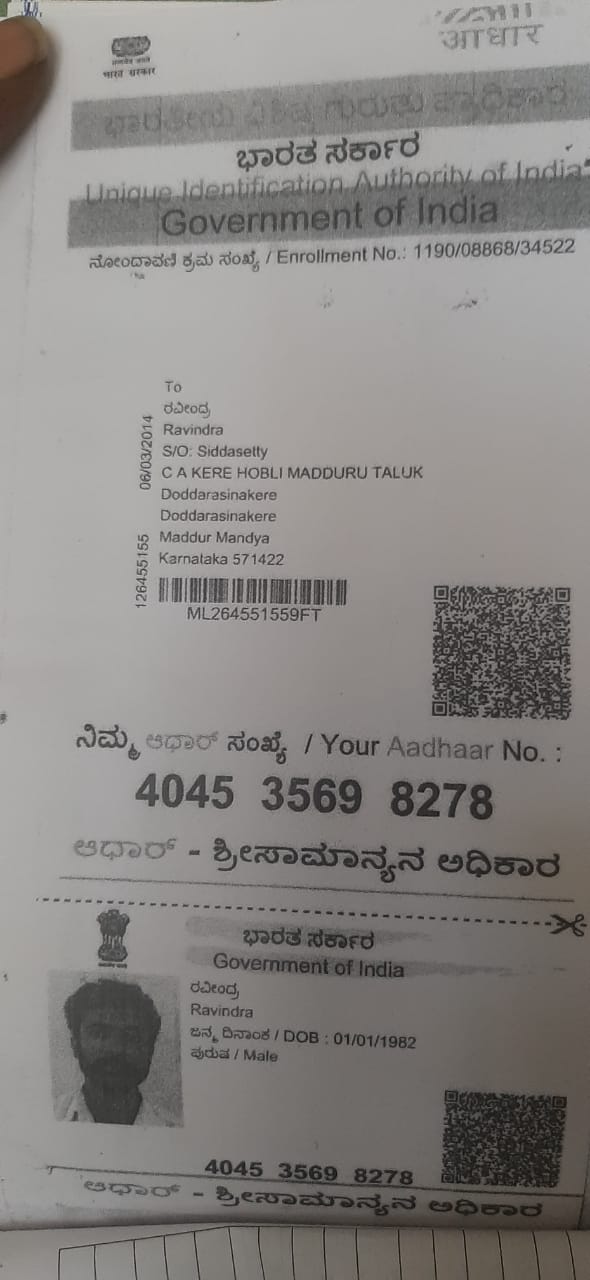 आधार
भारत सरकार
ಭಾರತ ಸರ್ಕಾರ
Unique Identification Authority of India
Government of India
ನೋಂದಾವಣಿ ಕ್ರಮ ಸಂಖ್ಯೆ / Enrollment No.: 1190/08868/34522
To
ರವೀಂದ್ರ
Ravindra
S/O: Siddasetty
C A KERE HOBLI MADDURU TALUK
Doddarasinakere
Doddarasinakere
Maddur Mandya
Karnataka 571422
06/03/2014
126455155
ML264551559FT
ನಿಮ್ಮ ಆಧಾರ್ ಸಂಖ್ಯೆ / Your Aadhaar No. :
4045 3569 8278
ಆಧಾರ್ - ಶ್ರೀಸಾಮಾನ್ಯನ ಅಧಿಕಾರ
ಭಾರತ ಸರ್ಕಾರ
Government of India
ರವೀಂದ್ರ
Ravindra
ಜನ್ಮ ದಿನಾಂಕ / DOB : 01/01/1982
ಪುರುಷ / Male
4045 3569 8278
ಆಧಾರ್ - ಶ್ರೀಸಾಮಾನ್ಯನ ಅಧಿಕಾರ